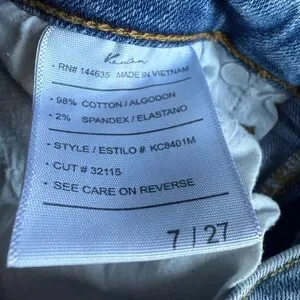 Kancan
- RN# 144635 MADE IN VIETNAM
- 98% COTTON / ALGODON
- 2% SPANDEX / ELASTANO
- STYLE / ESTILO # KC8401M
- CUT # 32115
- SEE CARE ON REVERSE
7 / 27